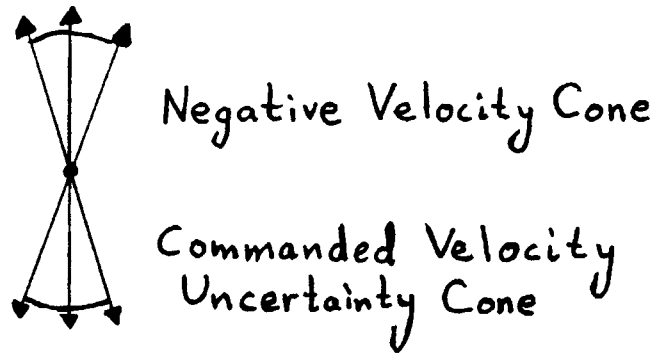 Negative Velocity Cone
Commanded Velocity
Uncertainty Cone